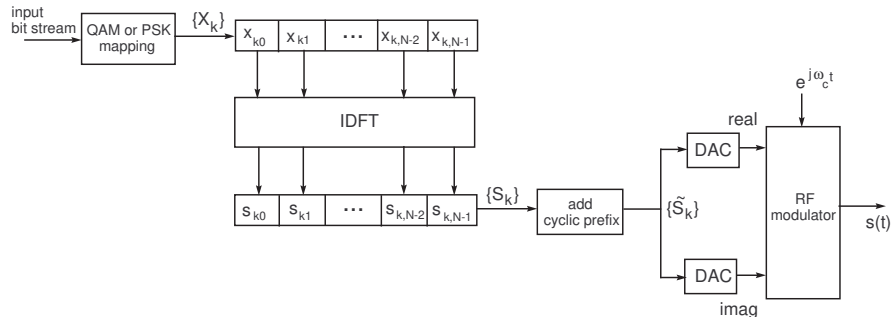 input
bit stream
QAM or PSK
mapping
{X_k}
x_k0 x_k1 ... x_k,N-2 x_k,N-1
IDFT
s_k0 s_k1 ... s_k,N-2 s_k,N-1
{S_k}
add
cyclic prefix
{S̃_k}
real
DAC
DAC
imag
e^jω_c t
RF
modulator
s(t)